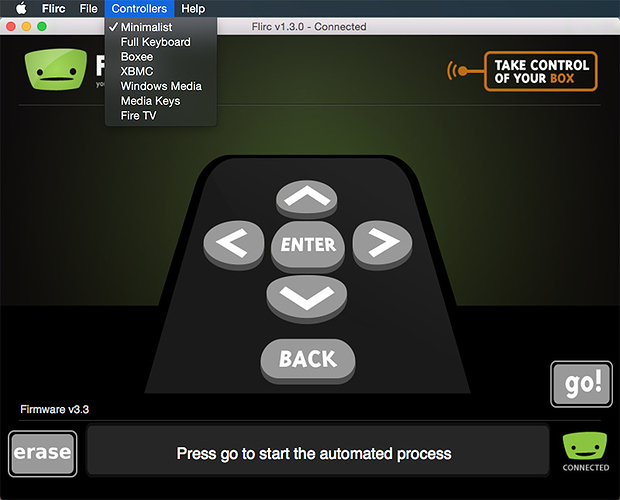 Flirc File Controllers Help
Flirc v1.3.0 - Connected
✓ Minimalist
Full Keyboard
Boxee
XBMC
Windows Media
Media Keys
Fire TV
TAKE CONTROL
OF YOUR BOX
ENTER
BACK
go!
Firmware v3.3
erase
Press go to start the automated process
CONNECTED